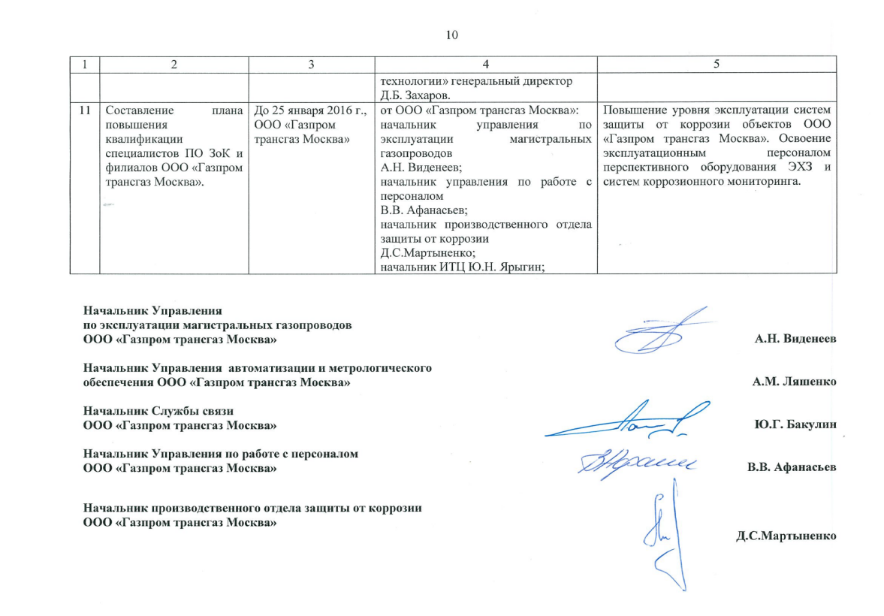 10
1 2 3 4 5
технологии» генеральный директор
Д.Б. Захаров.
11
Составление плана
повышения
квалификации
специалистов ПО ЗоК и
филиалов ООО «Газпром
трансгаз Москва».
До 25 января 2016 г.,
ООО «Газпром
трансгаз Москва»
от ООО «Газпром трансгаз Москва»:
начальник управления по
эксплуатации магистральных
газопроводов
А.Н. Виденеев;
начальник управления по работе с
персоналом
В.В. Афанасьев;
начальник производственного отдела
защиты от коррозии
Д.С.Мартыненко;
начальник ИТЦ Ю.Н. Ярыгин;
Повышение уровня эксплуатации систем
защиты от коррозии объектов ООО
«Газпром трансгаз Москва». Освоение
эксплуатационным персоналом
перспективного оборудования ЭХЗ и
систем коррозионного мониторинга.
Начальник Управления
по эксплуатации магистральных газопроводов
ООО «Газпром трансгаз Москва» А.Н. Виденеев
Начальник Управления автоматизации и метрологического
обеспечения ООО «Газпром трансгаз Москва» А.М. Ляшенко
Начальник Службы связи
ООО «Газпром трансгаз Москва» Ю.Г. Бакулин
Начальник Управления по работе с персоналом
ООО «Газпром трансгаз Москва» В.В. Афанасьев
Начальник производственного отдела защиты от коррозии
ООО «Газпром трансгаз Москва»
Д.С.Мартыненко